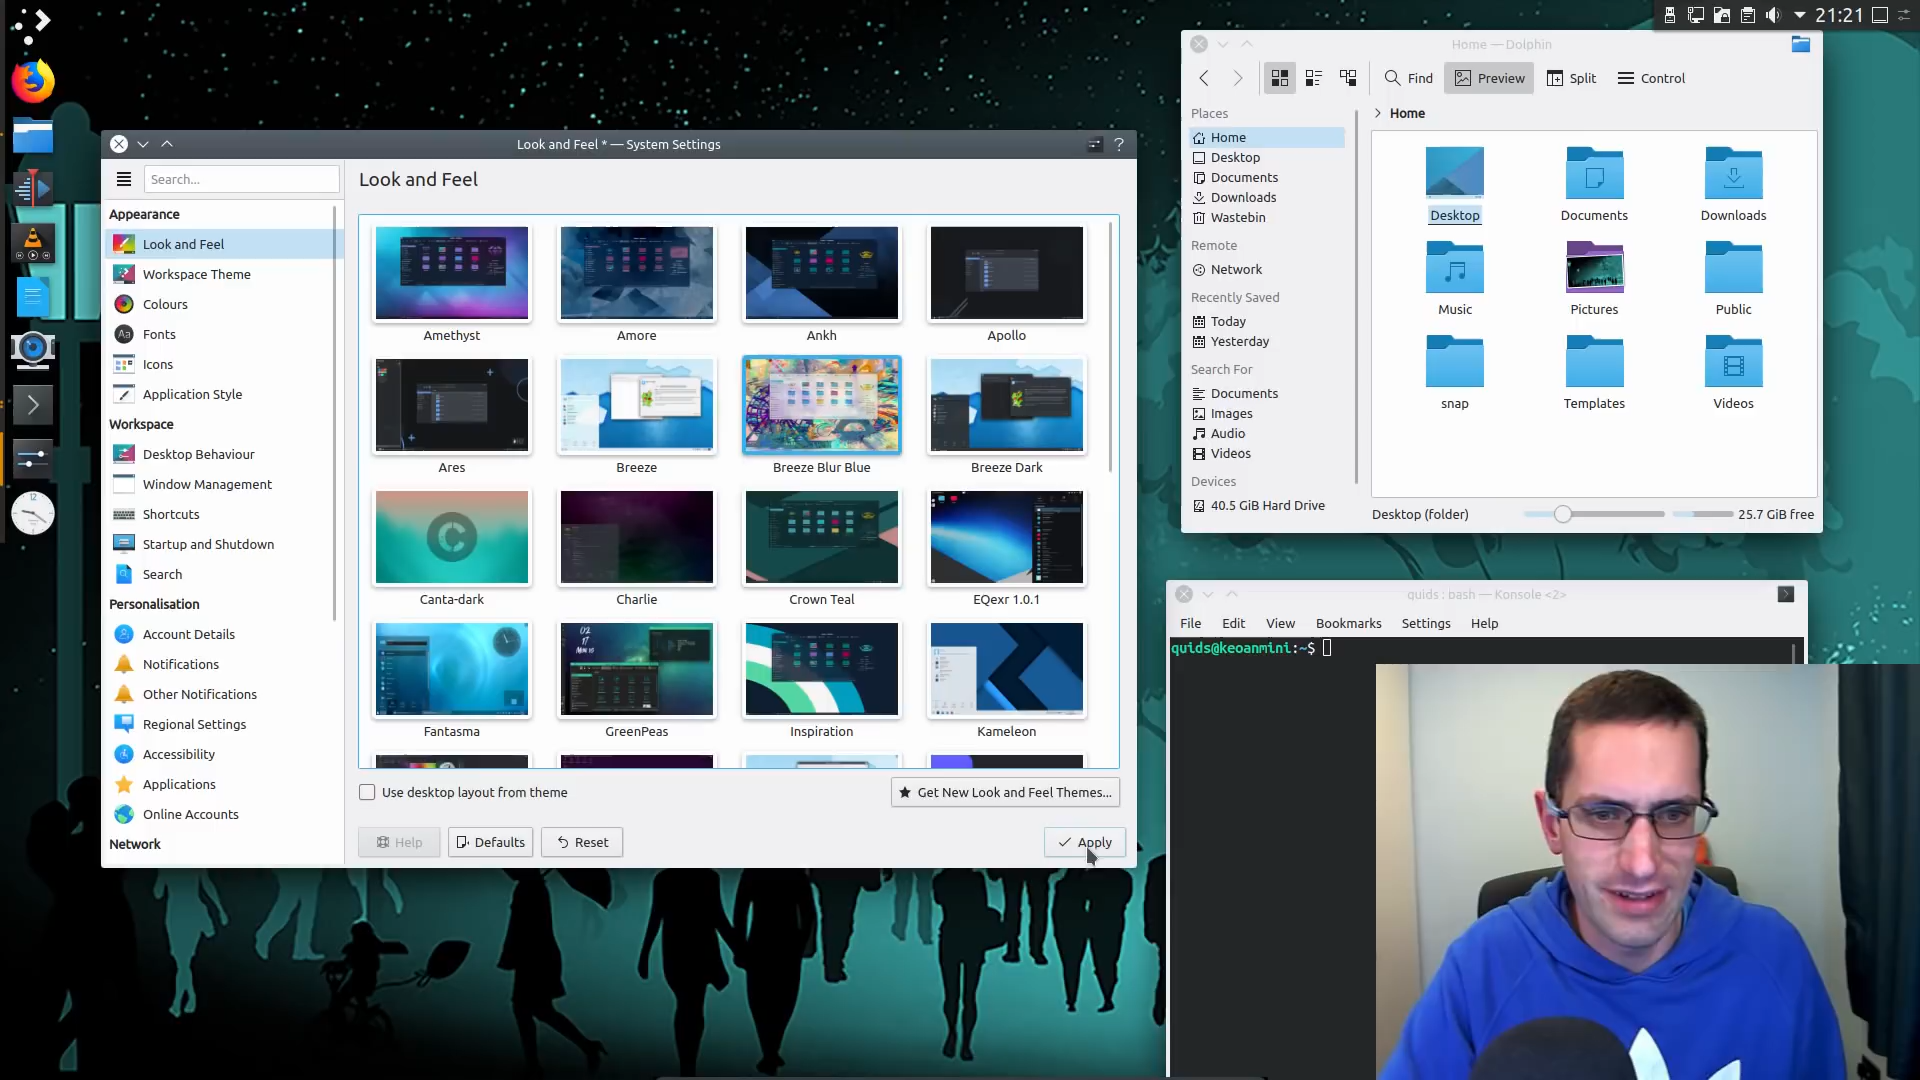 21:21
Look and Feel * — System Settings
?
Search...
Appearance
Look and Feel
Workspace Theme
Colours
Aa
Fonts
Icons
Application Style
Workspace
Desktop Behaviour
Window Management
Shortcuts
Startup and Shutdown
Search
Personalisation
Account Details
Notifications
Other Notifications
Regional Settings
Accessibility
Applications
Online Accounts
Network
Look and Feel
Amethyst
Amore
Ankh
Apollo
Ares
Breeze
Breeze Blur Blue
Breeze Dark
Canta-dark
Charlie
Crown Teal
EQexr 1.0.1
Fantasma
GreenPeas
Inspiration
Kameleon
Use desktop layout from theme
Get New Look and Feel Themes...
Help
Defaults
Reset
Apply
Home — Dolphin
Find
Preview
Split
Control
Places
Home
Desktop
Documents
Downloads
Wastebin
Remote
Network
Recently Saved
Today
Yesterday
Search For
Documents
Images
Audio
Videos
Devices
40.5 GiB Hard Drive
Home
Desktop
Documents
Downloads
Music
Pictures
Public
snap
Templates
Videos
Desktop (folder)
25.7 GiB free
quids : bash — Konsole <2>
File Edit View Bookmarks Settings Help
quids@keoanmini:~$